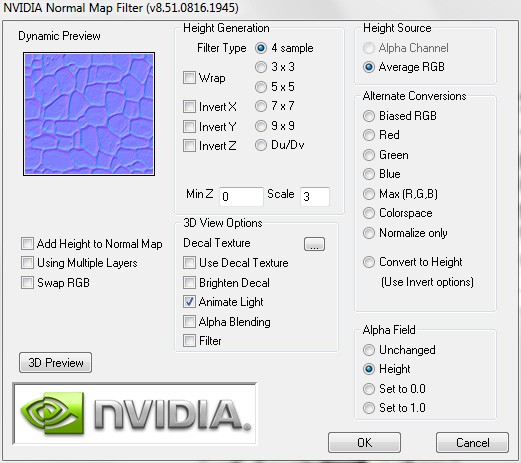 NVIDIA Normal Map Filter (v8.51.0816.1945)
Dynamic Preview
Add Height to Normal Map
Using Multiple Layers
Swap RGB
3D Preview
NVIDIA.
Height Generation
Filter Type
4 sample
3 x 3
5 x 5
7 x 7
9 x 9
Du/Dv
Wrap
Invert X
Invert Y
Invert Z
Min Z 0 Scale 3
3D View Options
Decal Texture ...
Use Decal Texture
Brighten Decal
Animate Light
Alpha Blending
Filter
Height Source
Alpha Channel
Average RGB
Alternate Conversions
Biased RGB
Red
Green
Blue
Max (R,G,B)
Colorspace
Normalize only
Convert to Height
(Use Invert options)
Alpha Field
Unchanged
Height
Set to 0.0
Set to 1.0
OK
Cancel